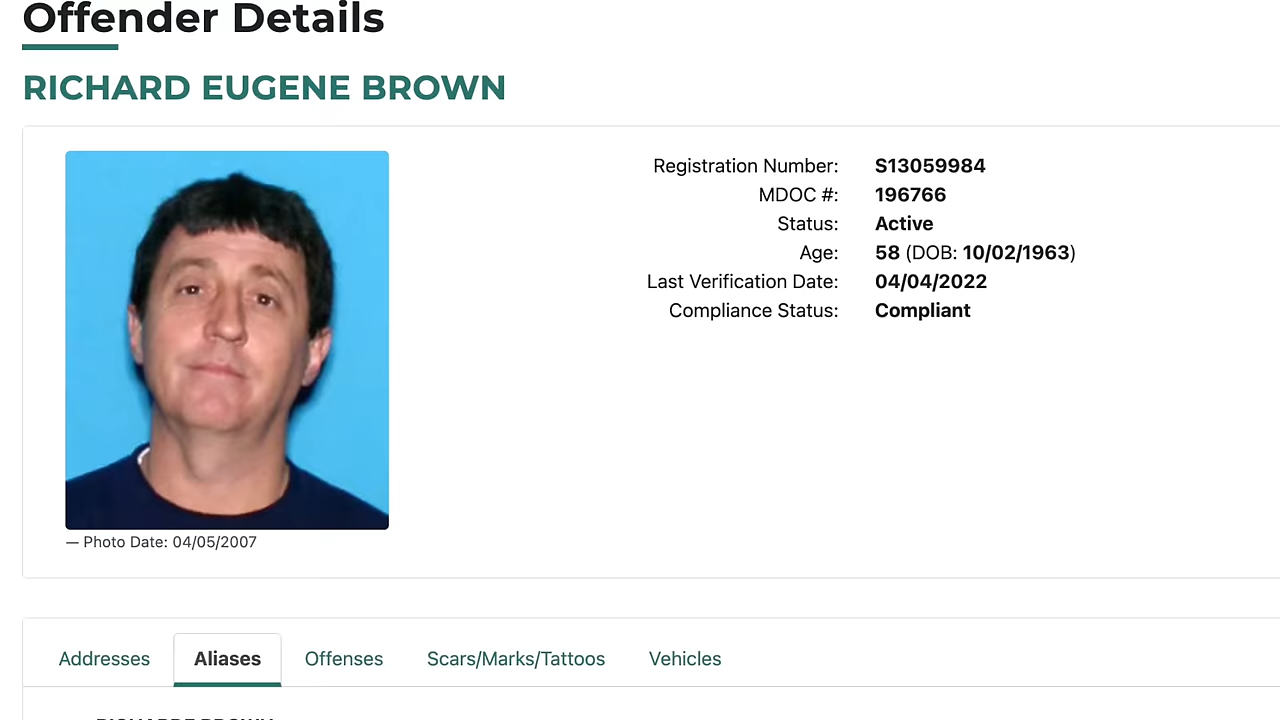 Offender Details
RICHARD EUGENE BROWN
Registration Number: S13059984
MDOC #: 196766
Status: Active
Age: 58 (DOB: 10/02/1963)
Last Verification Date: 04/04/2022
Compliance Status: Compliant
— Photo Date: 04/05/2007
Addresses Aliases Offenses Scars/Marks/Tattoos Vehicles